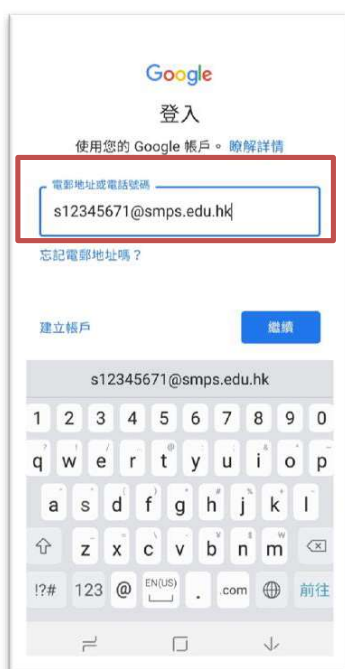 Google
登入
使用您的 Google 帳戶。瞭解詳情
電郵地址或電話號碼
s12345671@smps.edu.hk
忘記電郵地址嗎？
建立帳戶 繼續
s12345671@smps.edu.hk
1 2 3 4 5 6 7 8 9 0
q w e r t y u i o p
a s d f g h j k l
z x c v b n m
!?# 123 @ EN(US) . .com 前往